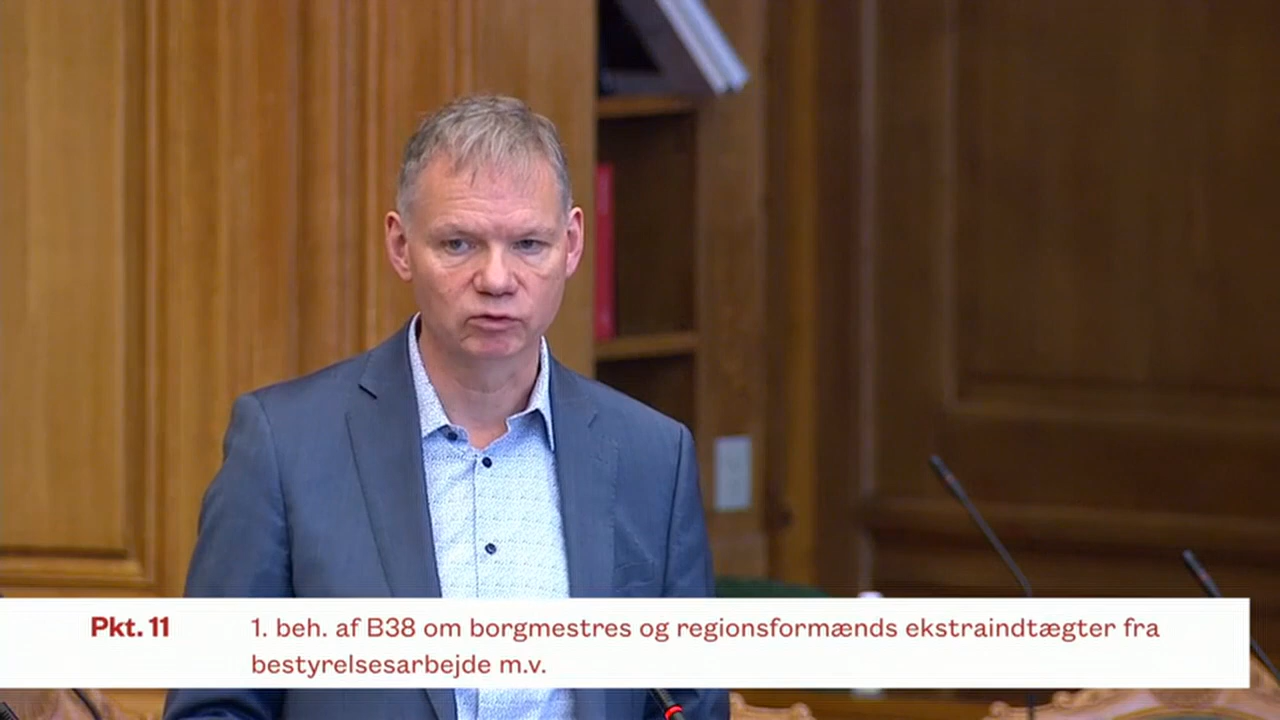 Pkt. 11
1. beh. af B38 om borgmestres og regionsformænds ekstraindtægter fra
bestyrelsesarbejde m.v.